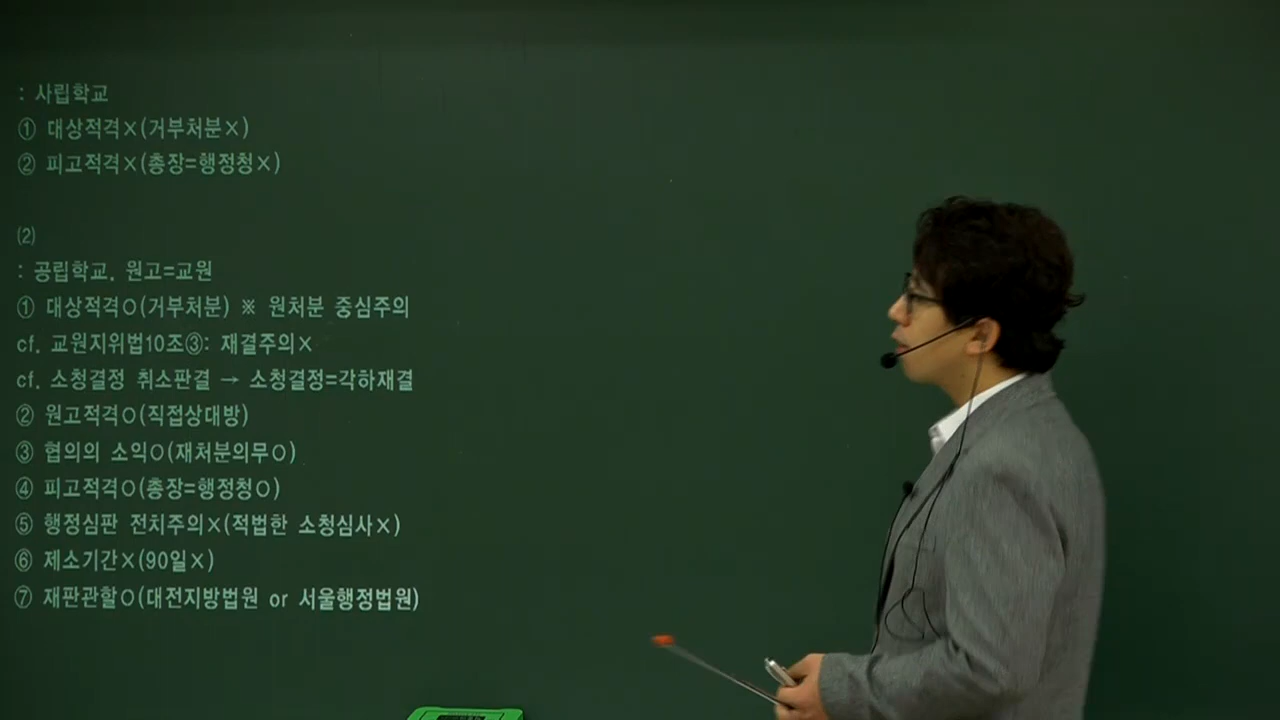 : 사립학교
① 대상적격×(거부처분×)
② 피고적격×(총장=행정청×)
(2)
: 공립학교. 원고=교원
① 대상적격O(거부처분) ※ 원처분 중심주의
cf. 교원지위법10조③: 재결주의×
cf. 소청결정 취소판결 → 소청결정=각하재결
② 원고적격O(직접상대방)
③ 협의의 소익O(재처분의무O)
④ 피고적격O(총장=행정청O)
⑤ 행정심판 전치주의×(적법한 소청심사×)
⑥ 제소기간×(90일×)
⑦ 재판관할O(대전지방법원 or 서울행정법원)